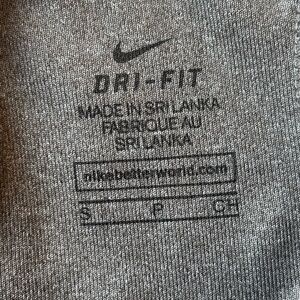 DRI-FIT
MADE IN SRI LANKA
FABRIQUE AU
SRI LANKA
nikebetterworld.com
S P CH